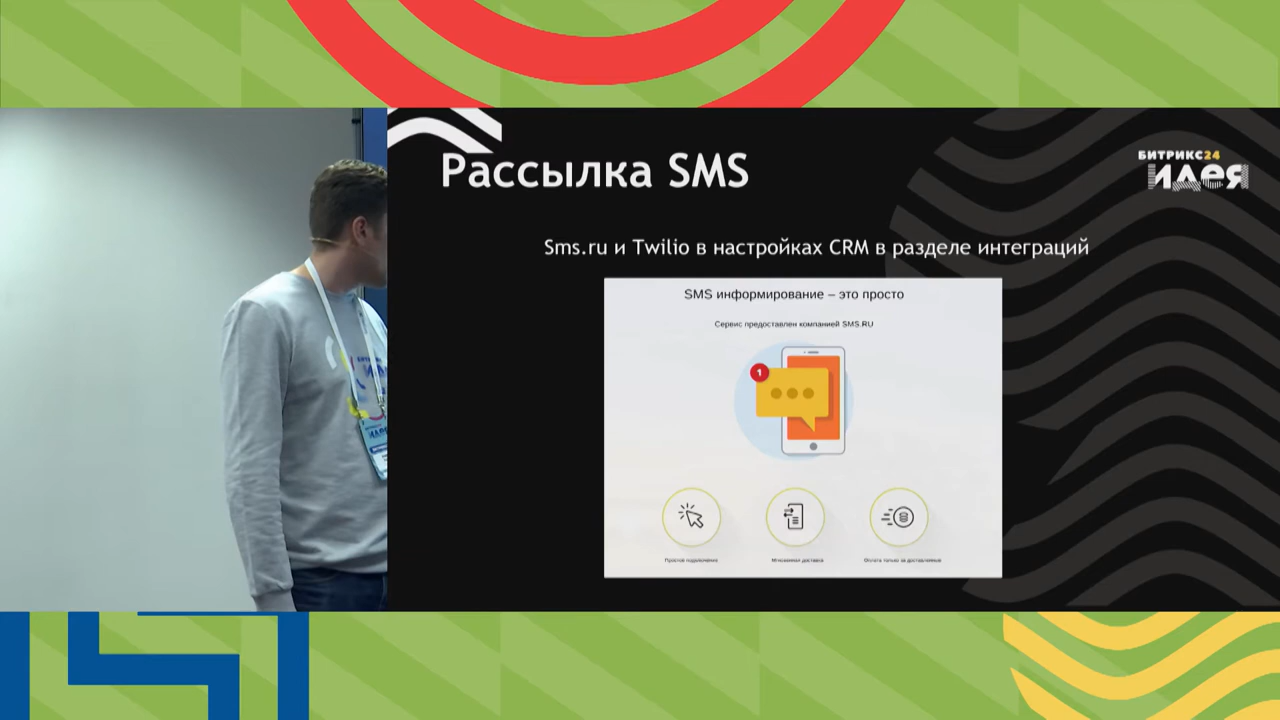 Рассылка SMS
БИТРИКС24
идея
Sms.ru и Twilio в настройках CRM в разделе интеграций
SMS информирование – это просто
Сервис предоставлен компанией SMS.RU
1
Простое подключение
Мгновенная доставка
Оплата только за доставленные